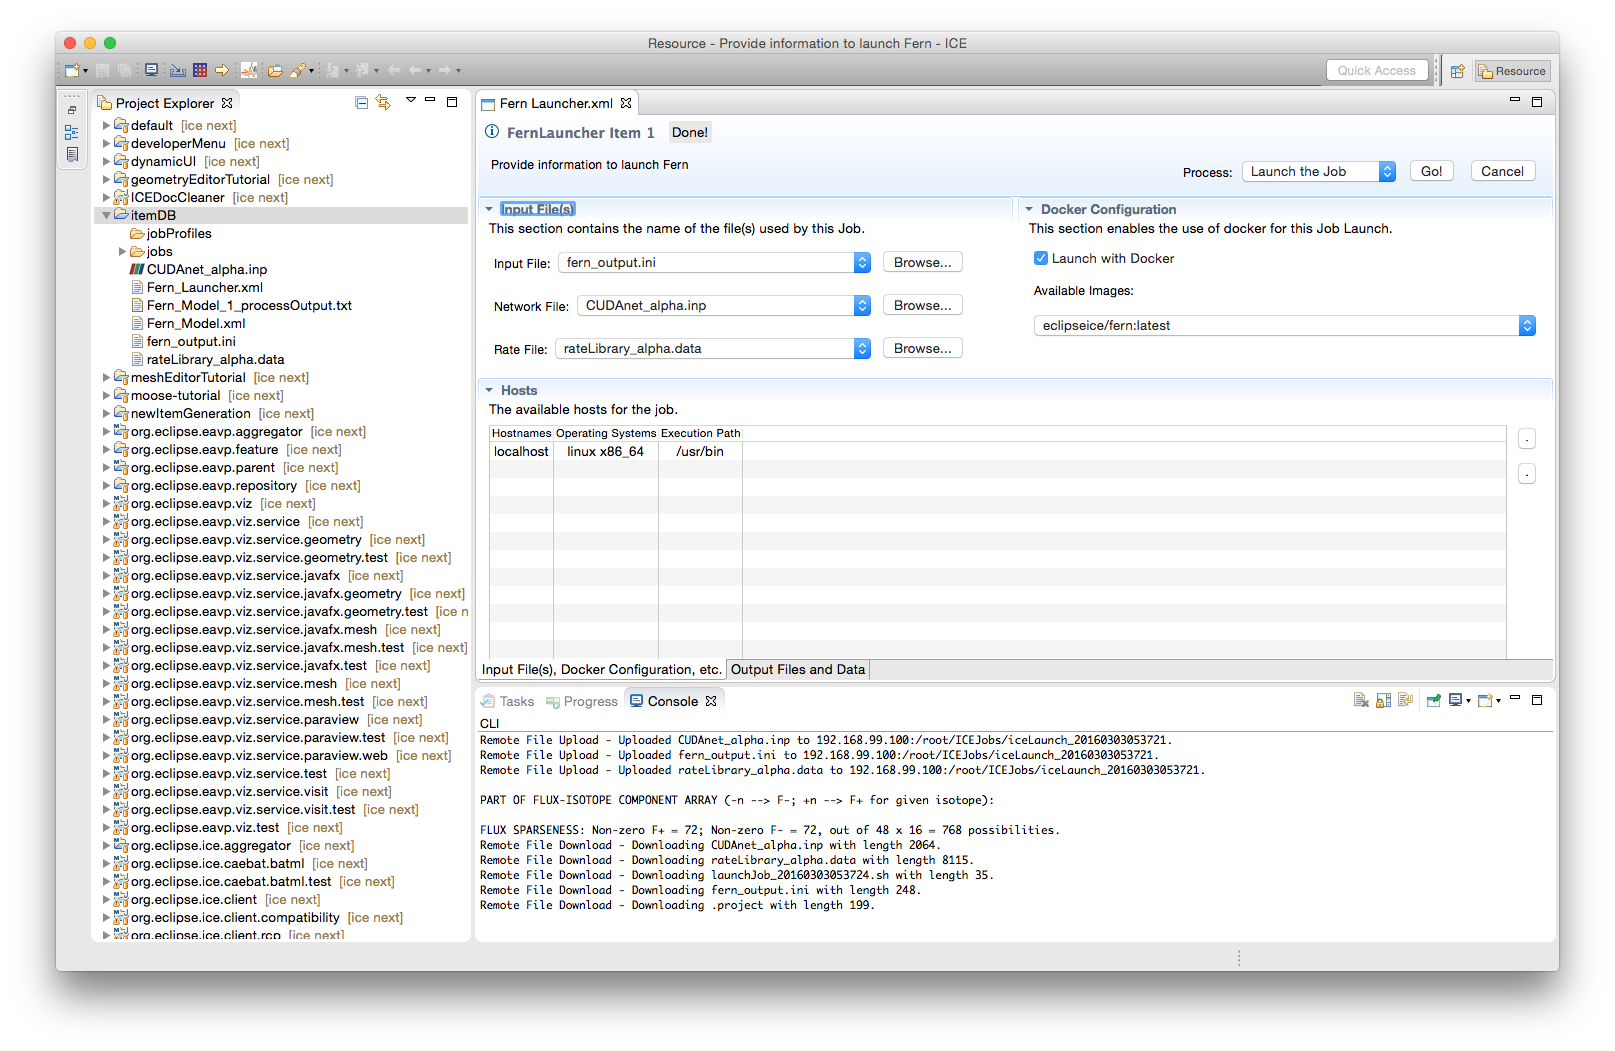 Resource - Provide information to launch Fern - ICE
Quick Access
Resource
Project Explorer
default [ice next]
developerMenu [ice next]
dynamicUI [ice next]
geometryEditorTutorial [ice next]
ICEDocCleaner [ice next]
itemDB
jobProfiles
jobs
CUDAnet_alpha.inp
Fern_Launcher.xml
Fern_Model_1_processOutput.txt
Fern_Model.xml
fern_output.ini
rateLibrary_alpha.data
meshEditorTutorial [ice next]
moose-tutorial [ice next]
newItemGeneration [ice next]
org.eclipse.eavp.aggregator [ice next]
org.eclipse.eavp.feature [ice next]
org.eclipse.eavp.parent [ice next]
org.eclipse.eavp.repository [ice next]
org.eclipse.eavp.viz [ice next]
org.eclipse.eavp.viz.service [ice next]
org.eclipse.eavp.viz.service.geometry [ice next]
org.eclipse.eavp.viz.service.geometry.test [ice next]
org.eclipse.eavp.viz.service.javafx [ice next]
org.eclipse.eavp.viz.service.javafx.geometry [ice next]
org.eclipse.eavp.viz.service.javafx.geometry.test [ice n
org.eclipse.eavp.viz.service.javafx.mesh [ice next]
org.eclipse.eavp.viz.service.javafx.mesh.test [ice next]
org.eclipse.eavp.viz.service.javafx.test [ice next]
org.eclipse.eavp.viz.service.mesh [ice next]
org.eclipse.eavp.viz.service.mesh.test [ice next]
org.eclipse.eavp.viz.service.paraview [ice next]
org.eclipse.eavp.viz.service.paraview.test [ice next]
org.eclipse.eavp.viz.service.paraview.web [ice next]
org.eclipse.eavp.viz.service.test [ice next]
org.eclipse.eavp.viz.service.visit [ice next]
org.eclipse.eavp.viz.service.visit.test [ice next]
org.eclipse.eavp.viz.test [ice next]
org.eclipse.ice.aggregator [ice next]
org.eclipse.ice.caebat.batml [ice next]
org.eclipse.ice.caebat.batml.test [ice next]
org.eclipse.ice.client [ice next]
org.eclipse.ice.client.compatibility [ice next]
org.eclipse.ice.client.rcp [ice next]
Fern Launcher.xml
FernLauncher Item 1 Done!
Provide information to launch Fern
Process: Launch the Job Go! Cancel
Input File(s)
This section contains the name of the file(s) used by this Job.
Input File: fern_output.ini Browse...
Network File: CUDAnet_alpha.inp Browse...
Rate File: rateLibrary_alpha.data Browse...
Docker Configuration
This section enables the use of docker for this Job Launch.
Launch with Docker
Available Images:
eclipseice/fern:latest
Hosts
The available hosts for the job.
Hostnames Operating Systems Execution Path
localhost linux x86_64 /usr/bin
Input File(s), Docker Configuration, etc. Output Files and Data
Tasks Progress Console
CLI
Remote File Upload - Uploaded CUDAnet_alpha.inp to 192.168.99.100:/root/ICEJobs/iceLaunch_20160303053721.
Remote File Upload - Uploaded fern_output.ini to 192.168.99.100:/root/ICEJobs/iceLaunch_20160303053721.
Remote File Upload - Uploaded rateLibrary_alpha.data to 192.168.99.100:/root/ICEJobs/iceLaunch_20160303053721.
PART OF FLUX-ISOTOPE COMPONENT ARRAY (-n --> F-; +n --> F+ for given isotope):
FLUX SPARSENESS: Non-zero F+ = 72; Non-zero F- = 72, out of 48 x 16 = 768 possibilities.
Remote File Download - Downloading CUDAnet_alpha.inp with length 2064.
Remote File Download - Downloading rateLibrary_alpha.data with length 8115.
Remote File Download - Downloading launchJob_20160303053724.sh with length 35.
Remote File Download - Downloading fern_output.ini with length 248.
Remote File Download - Downloading .project with length 199.